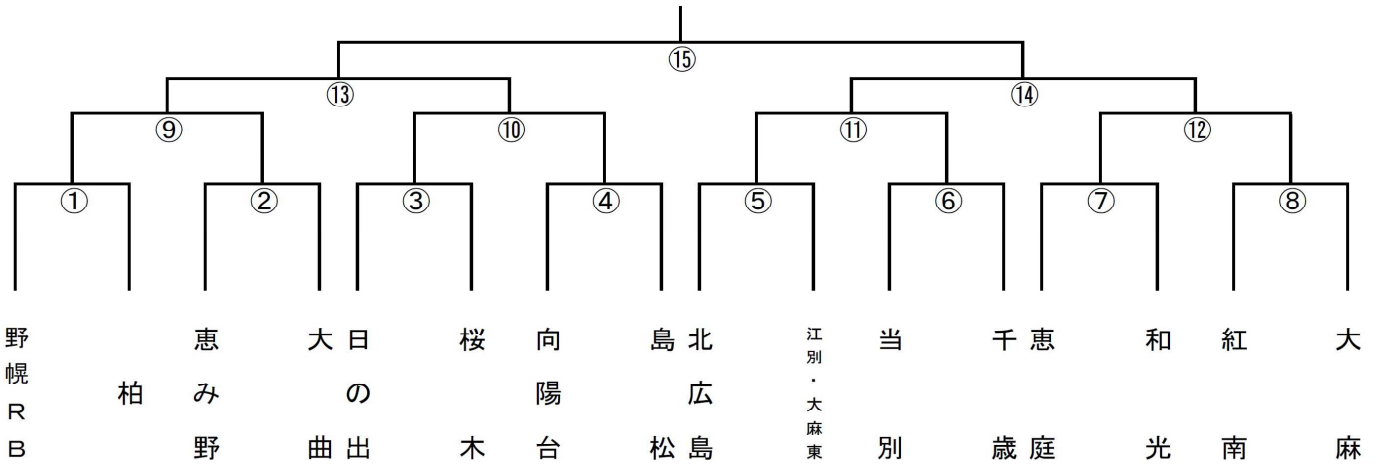 ⑮
⑬
⑭
⑨
⑩
⑪
⑫
①
②
③
④
⑤
⑥
⑦
⑧
野幌RB
柏
恵み野
大曲
日の出
桜木
向陽台
島松
北広島
江別・大麻東
当別
千歳
恵庭
和光
紅南
大麻